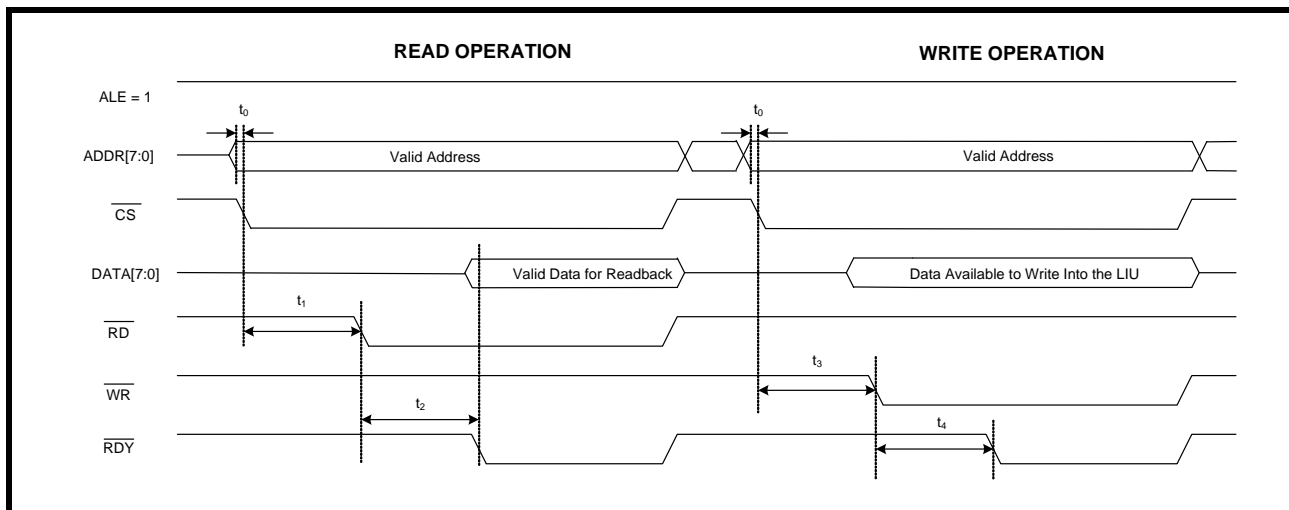 READ OPERATION WRITE OPERATION
ALE = 1
t0 t0
ADDR[7:0] Valid Address Valid Address
CS
DATA[7:0] Valid Data for Readback Data Available to Write Into the LIU
t1
RD
t3
WR
t2 t4
RDY